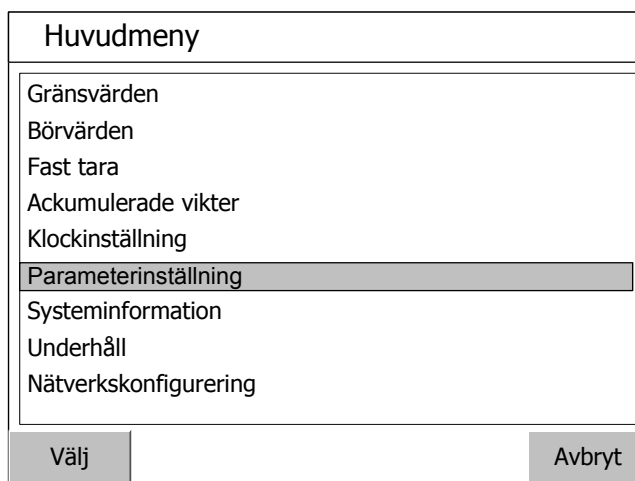 Huvudmeny
Gränsvärden
Börvärden
Fast tara
Ackumulerade vikter
Klockinställning
Parameterinställning
Systeminformation
Underhåll
Nätverkskonfigurering
Välj Avbryt